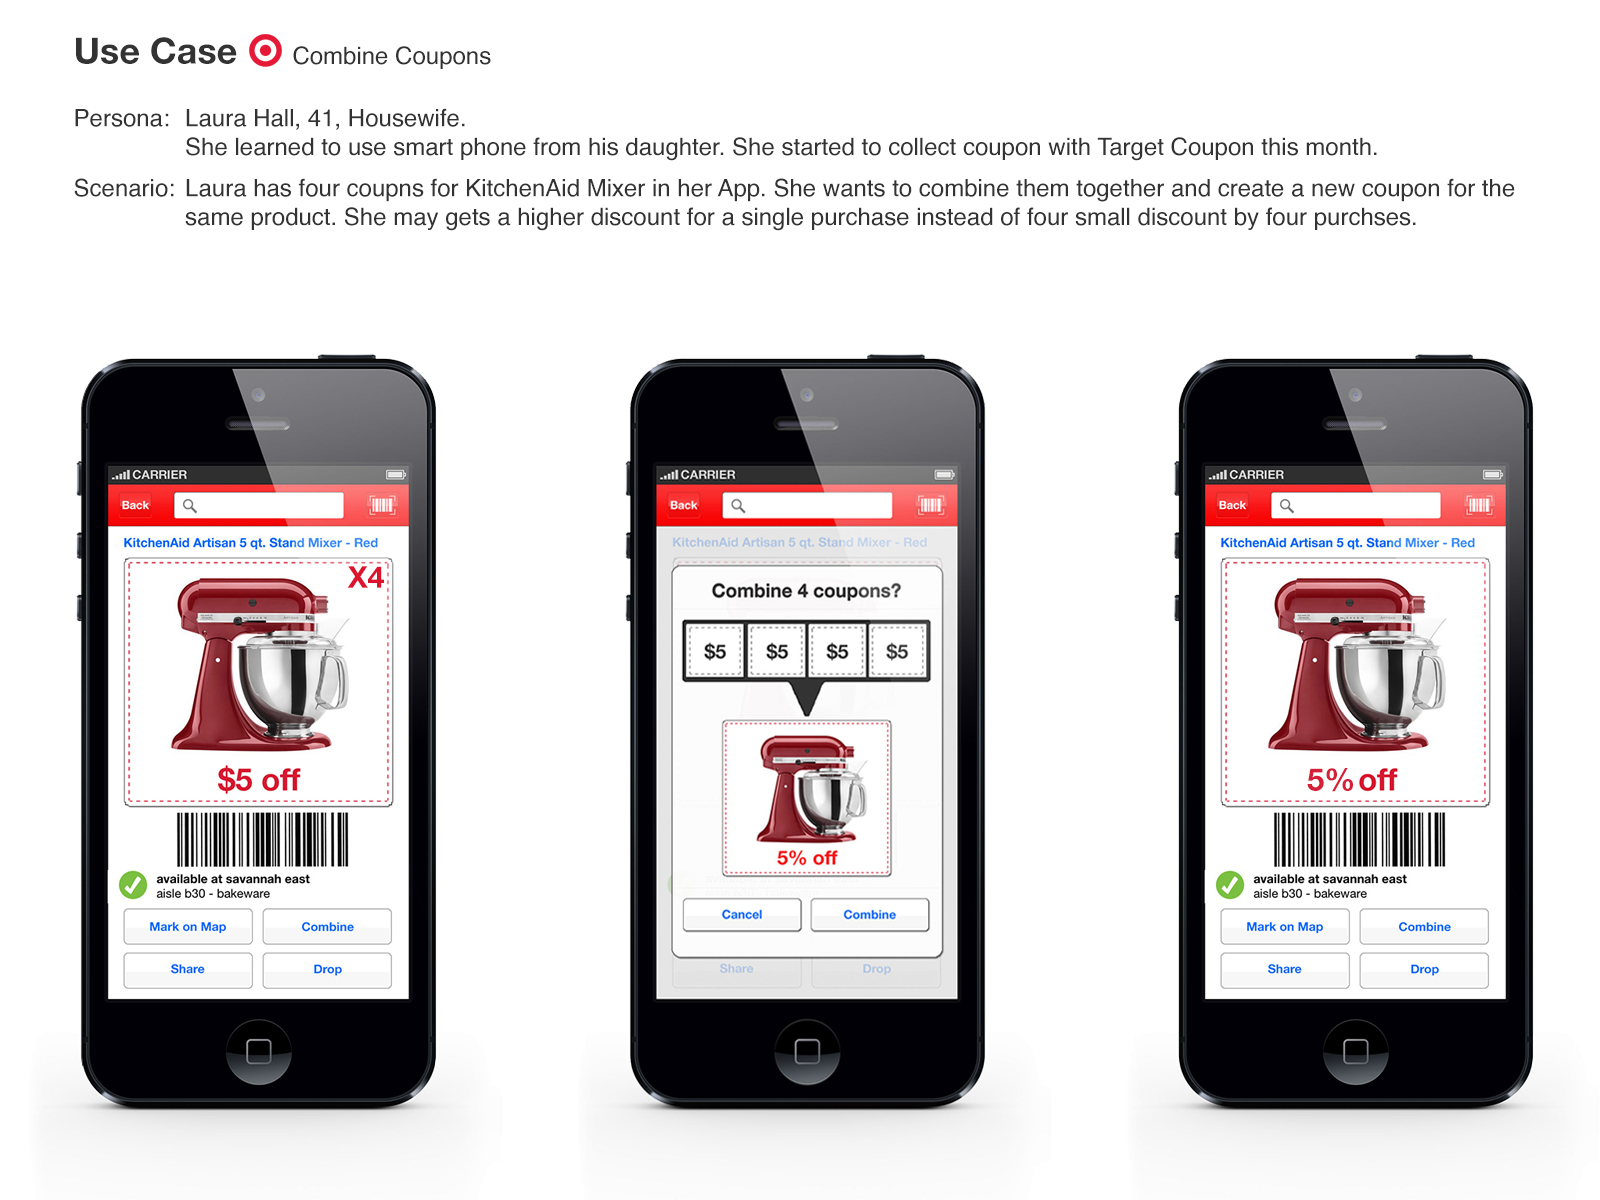 Use Case Combine Coupons
Persona: Laura Hall, 41, Housewife.
She learned to use smart phone from his daughter. She started to collect coupon with Target Coupon this month.
Scenario: Laura has four coupns for KitchenAid Mixer in her App. She wants to combine them together and create a new coupon for the
same product. She may gets a higher discount for a single purchase instead of four small discount by four purchses.
CARRIER
Back
KitchenAid Artisan 5 qt. Stand Mixer - Red
X4
$5 off
available at savannah east
aisle b30 - bakeware
Mark on Map Combine
Share Drop
CARRIER
Back
KitchenAid Artisan 5 qt. Stand Mixer - Red
Combine 4 coupons?
$5 $5 $5 $5
5% off
Cancel Combine
Share Drop
CARRIER
Back
KitchenAid Artisan 5 qt. Stand Mixer - Red
5% off
available at savannah east
aisle b30 - bakeware
Mark on Map Combine
Share Drop